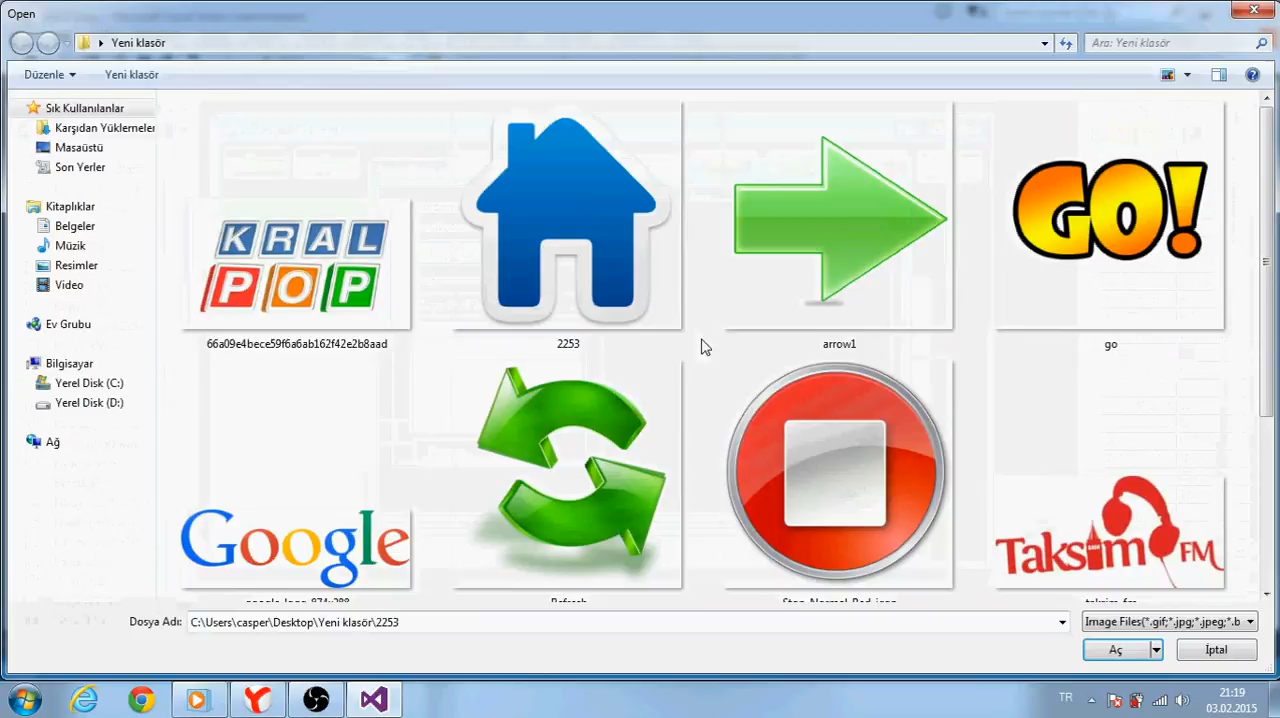 Open
Yeni klasör
Ara: Yeni klasör
Düzenle
Yeni klasör
Sık Kullanılanlar
Karşıdan Yüklemeler
Masaüstü
Son Yerler
Kitaplıklar
Belgeler
Müzik
Resimler
Video
Ev Grubu
Bilgisayar
Yerel Disk (C:)
Yerel Disk (D:)
Ağ
KRAL
POP
GO!
66a09e4bece59f6a6ab162f42e2b8aad
2253
arrow1
go
Google
Taksim FM
Dosya Adı:
C:\Users\casper\Desktop\Yeni klasör\2253
Image Files(*.gif;*.jpg;*.jpeg;*.b
Aç
İptal
TR
21:19
03.02.2015